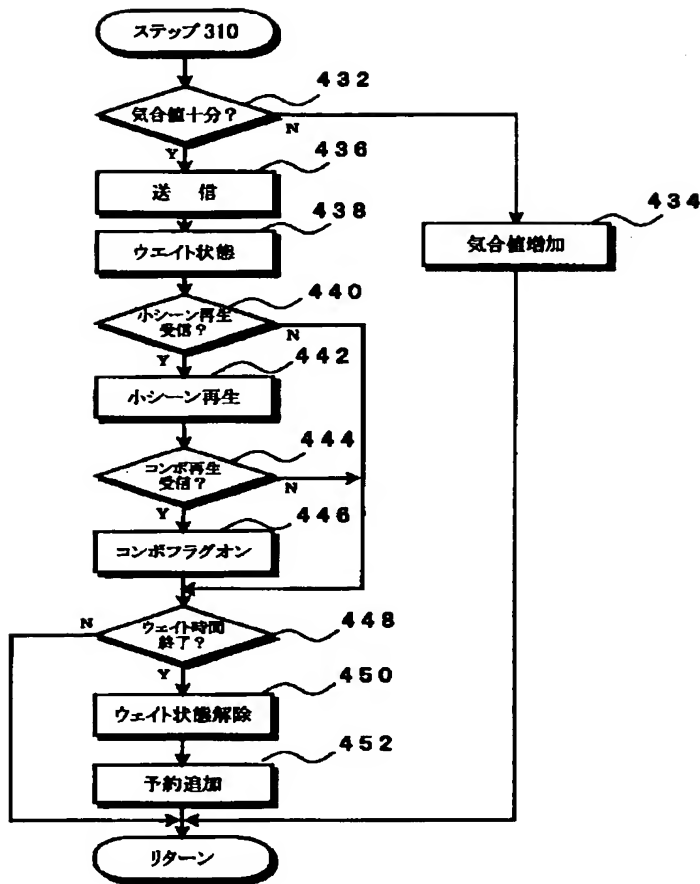 ステップ310
432
気合値十分？
N
Y
436
送　信
434
気合値増加
438
ウエイト状態
440
小シーン再生
受信？
N
Y
442
小シーン再生
444
コンボ再生
受信？
N
Y
446
コンボフラグオン
N
448
ウェイト時間
終了？
Y
450
ウェイト状態解除
452
予約追加
リターン